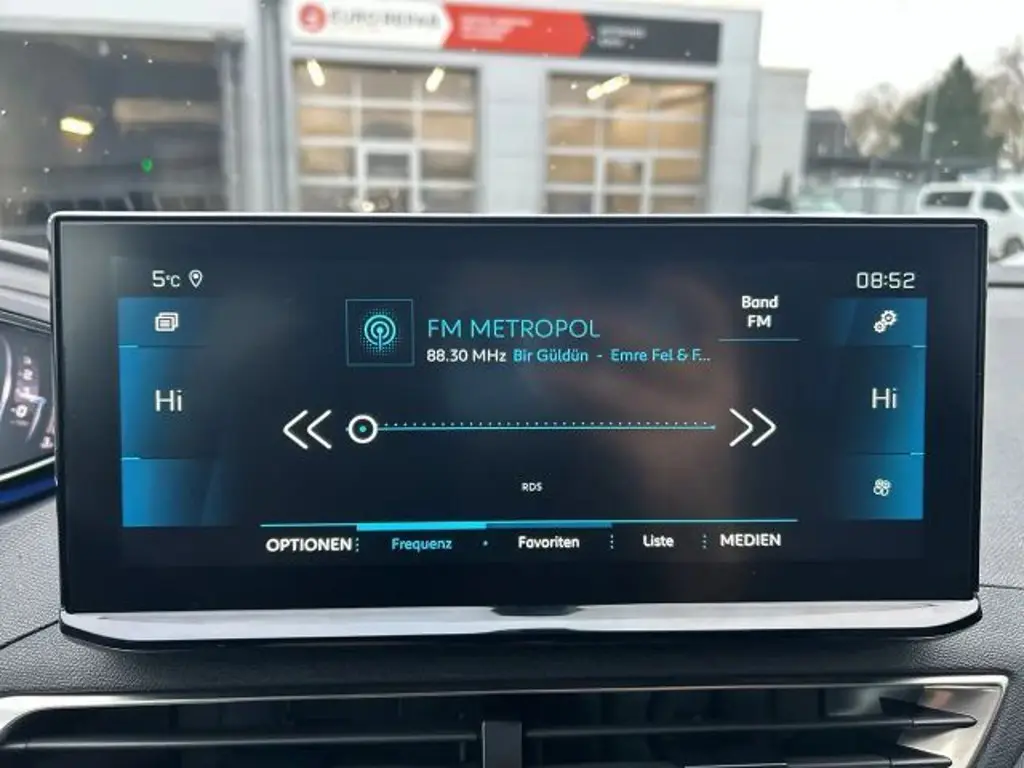 EUROREPAR
5°C
08:52
Band
FM
FM METROPOL
88.30 MHz Bir Güldün - Emre Fel & F...
Hi
Hi
RDS
OPTIONEN
Frequenz
Favoriten
Liste
MEDIEN